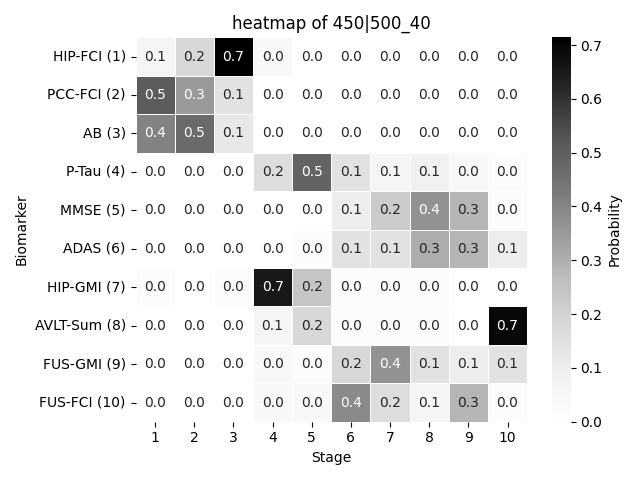 heatmap of 450|500_40
HIP-FCI (1) 0.1 0.2 0.7 0.0 0.0 0.0 0.0 0.0 0.0 0.0
PCC-FCI (2) 0.5 0.3 0.1 0.0 0.0 0.0 0.0 0.0 0.0 0.0
AB (3) 0.4 0.5 0.1 0.0 0.0 0.0 0.0 0.0 0.0 0.0
P-Tau (4) 0.0 0.0 0.0 0.2 0.5 0.1 0.1 0.1 0.0 0.0
MMSE (5) 0.0 0.0 0.0 0.0 0.0 0.1 0.2 0.4 0.3 0.0
ADAS (6) 0.0 0.0 0.0 0.0 0.0 0.1 0.1 0.3 0.3 0.1
HIP-GMI (7) 0.0 0.0 0.0 0.7 0.2 0.0 0.0 0.0 0.0 0.0
AVLT-Sum (8) 0.0 0.0 0.0 0.1 0.2 0.0 0.0 0.0 0.0 0.7
FUS-GMI (9) 0.0 0.0 0.0 0.0 0.0 0.2 0.4 0.1 0.1 0.1
FUS-FCI (10) 0.0 0.0 0.0 0.0 0.0 0.4 0.2 0.1 0.3 0.0
1 2 3 4 5 6 7 8 9 10
Stage
Biomarker
0.7
0.6
0.5
0.4
0.3
0.2
0.1
0.0
Probability